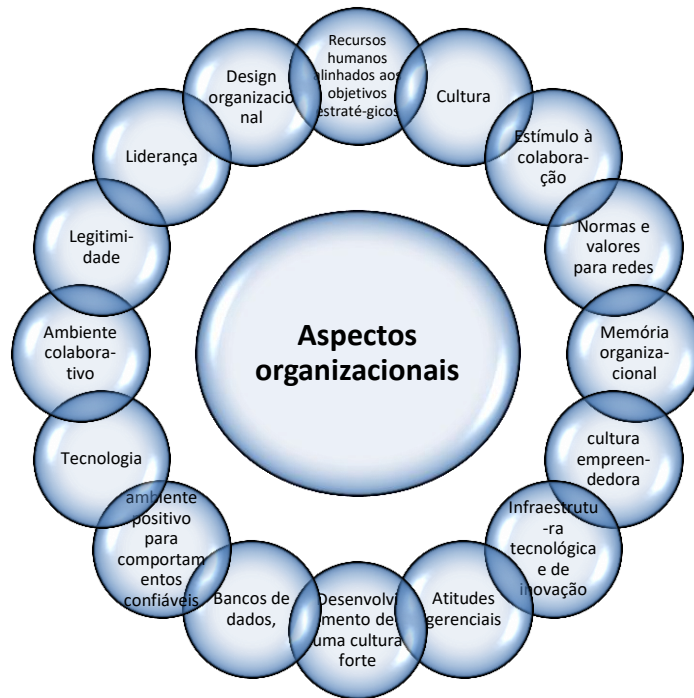 Recursos
humanos
alinhados aos
objetivos
estraté-gicos
Cultura
Estímulo à
colabora-
ção
Normas e
valores
para redes
Memória
organiza-
cional
cultura
empreen-
dedora
Infraestrutu
-ra
tecnológica
e de
inovação
Atitudes
gerenciais
Desenvolvi
mento de
uma cultura
forte
Bancos de
dados,
ambiente
positivo
para
comportam
entos
confiáveis
Tecnologia
Ambiente
colabora-
tivo
Legitimi-
dade
Liderança
Design
organizacio
nal
Aspectos
organizacionais